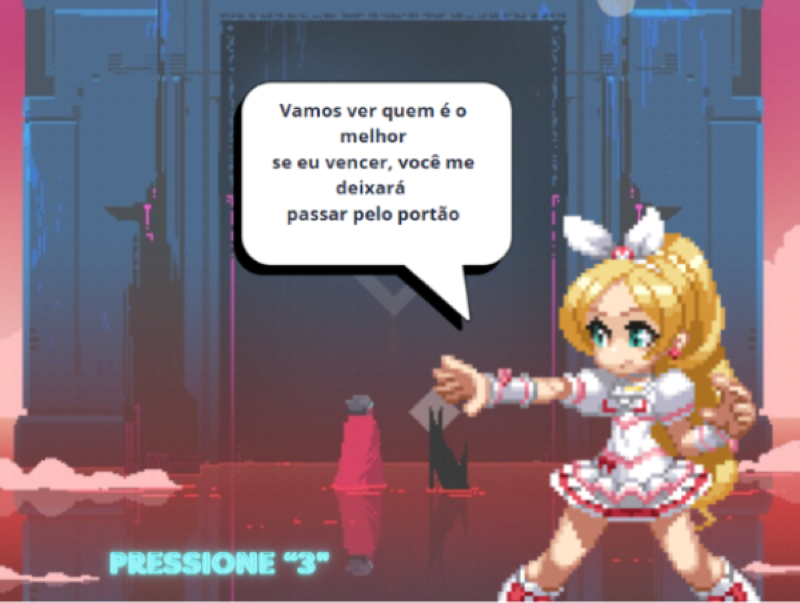 Vamos ver quem é o
melhor
se eu vencer, você me
deixará
passar pelo portão
PRESSIONE “3”